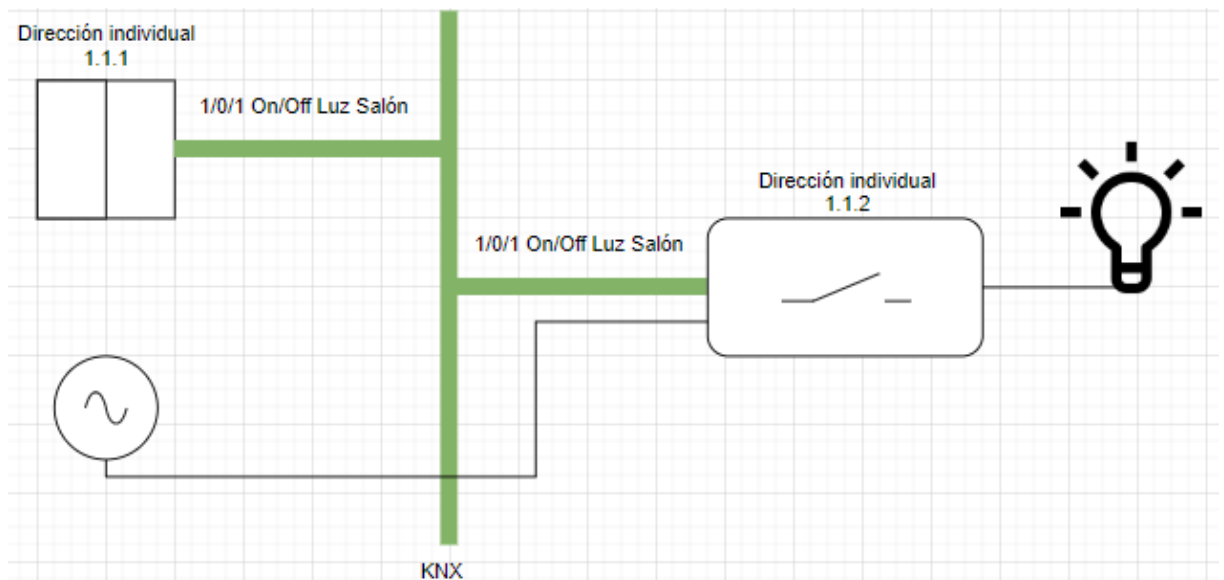 Dirección individual
1.1.1
1/0/1 On/Off Luz Salón
Dirección individual
1.1.2
1/0/1 On/Off Luz Salón
KNX